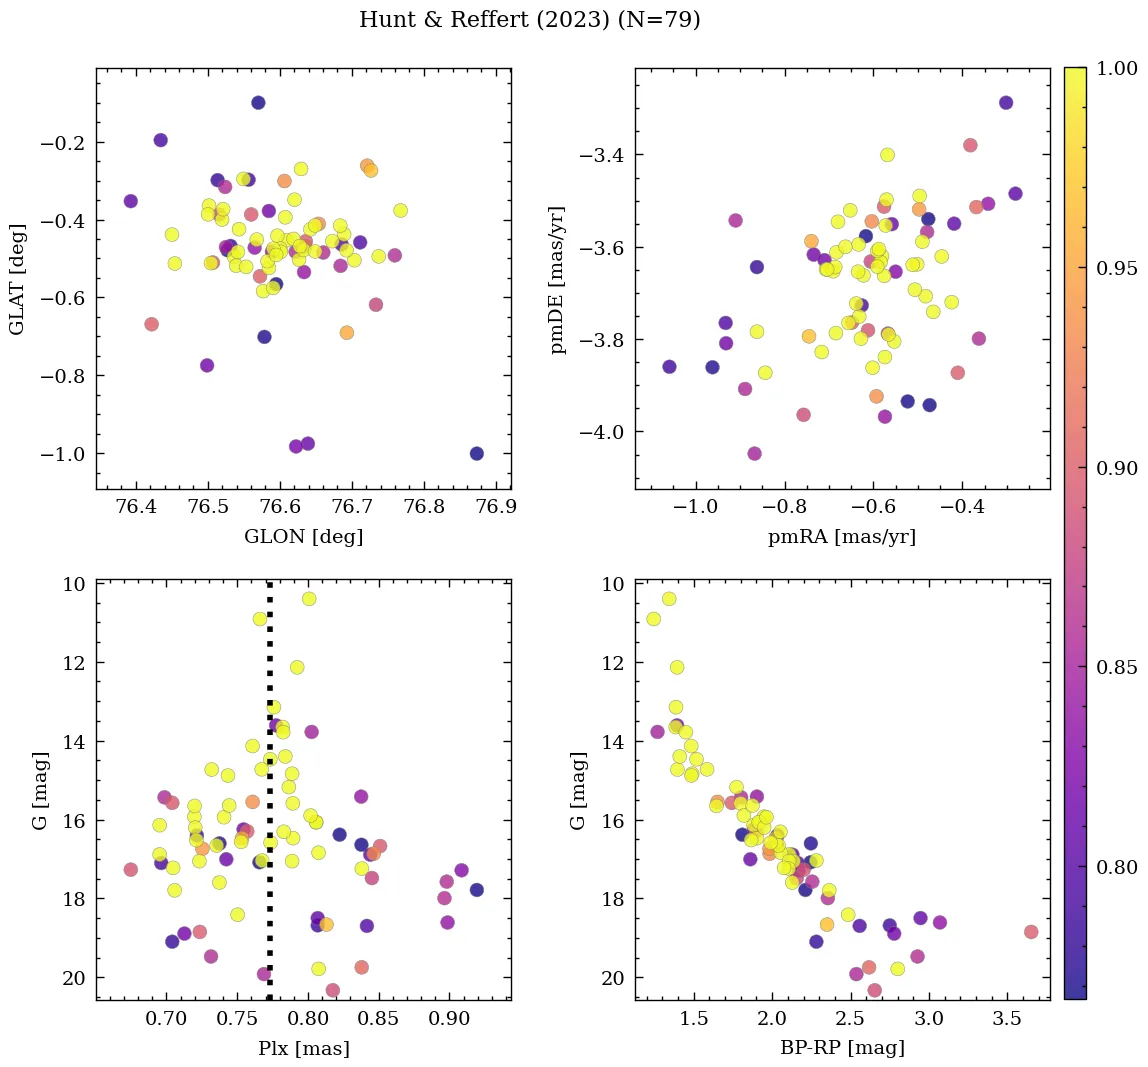 Hunt & Reffert (2023) (N=79)
−0.2
−0.4
−0.6
−0.8
−1.0
GLAT [deg]
76.4 76.5 76.6 76.7 76.8 76.9
GLON [deg]
−3.4
−3.6
−3.8
−4.0
pmDE [mas/yr]
−1.0 −0.8 −0.6 −0.4
pmRA [mas/yr]
10
12
14
16
18
20
G [mag]
0.70 0.75 0.80 0.85 0.90
Plx [mas]
10
12
14
16
18
20
G [mag]
1.5 2.0 2.5 3.0 3.5
BP-RP [mag]
1.00
0.95
0.90
0.85
0.80